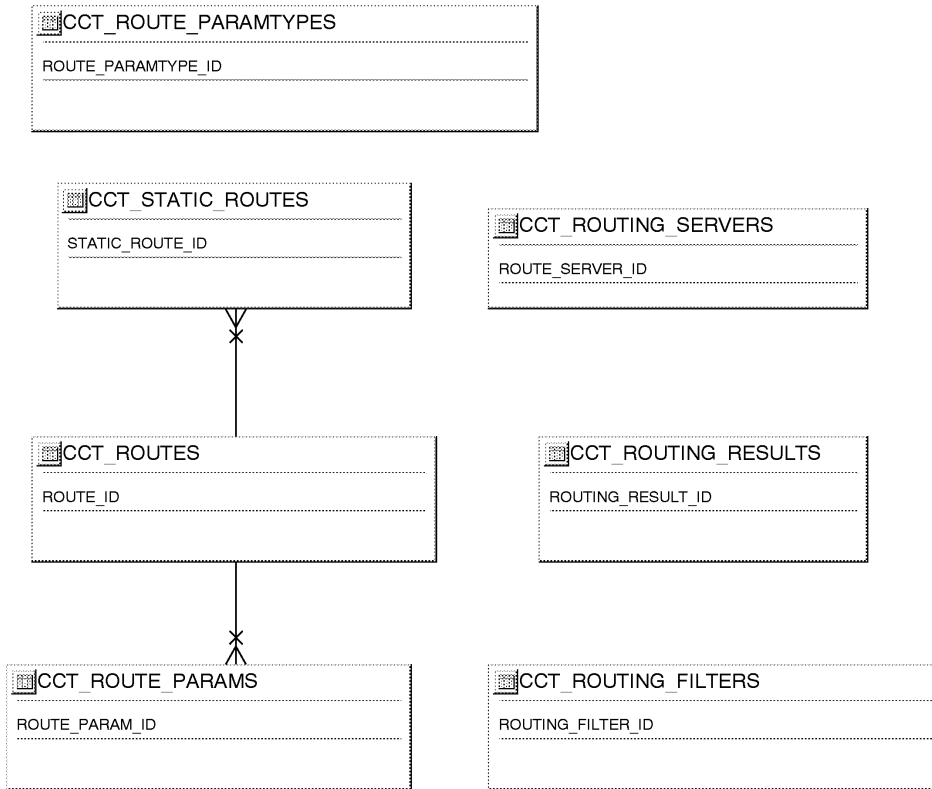 CCT_ROUTE_PARAMTYPES
ROUTE_PARAMTYPE_ID
CCT_STATIC_ROUTES
STATIC_ROUTE_ID
CCT_ROUTING_SERVERS
ROUTE_SERVER_ID
CCT_ROUTES
ROUTE_ID
CCT_ROUTING_RESULTS
ROUTING_RESULT_ID
CCT_ROUTE_PARAMS
ROUTE_PARAM_ID
CCT_ROUTING_FILTERS
ROUTING_FILTER_ID